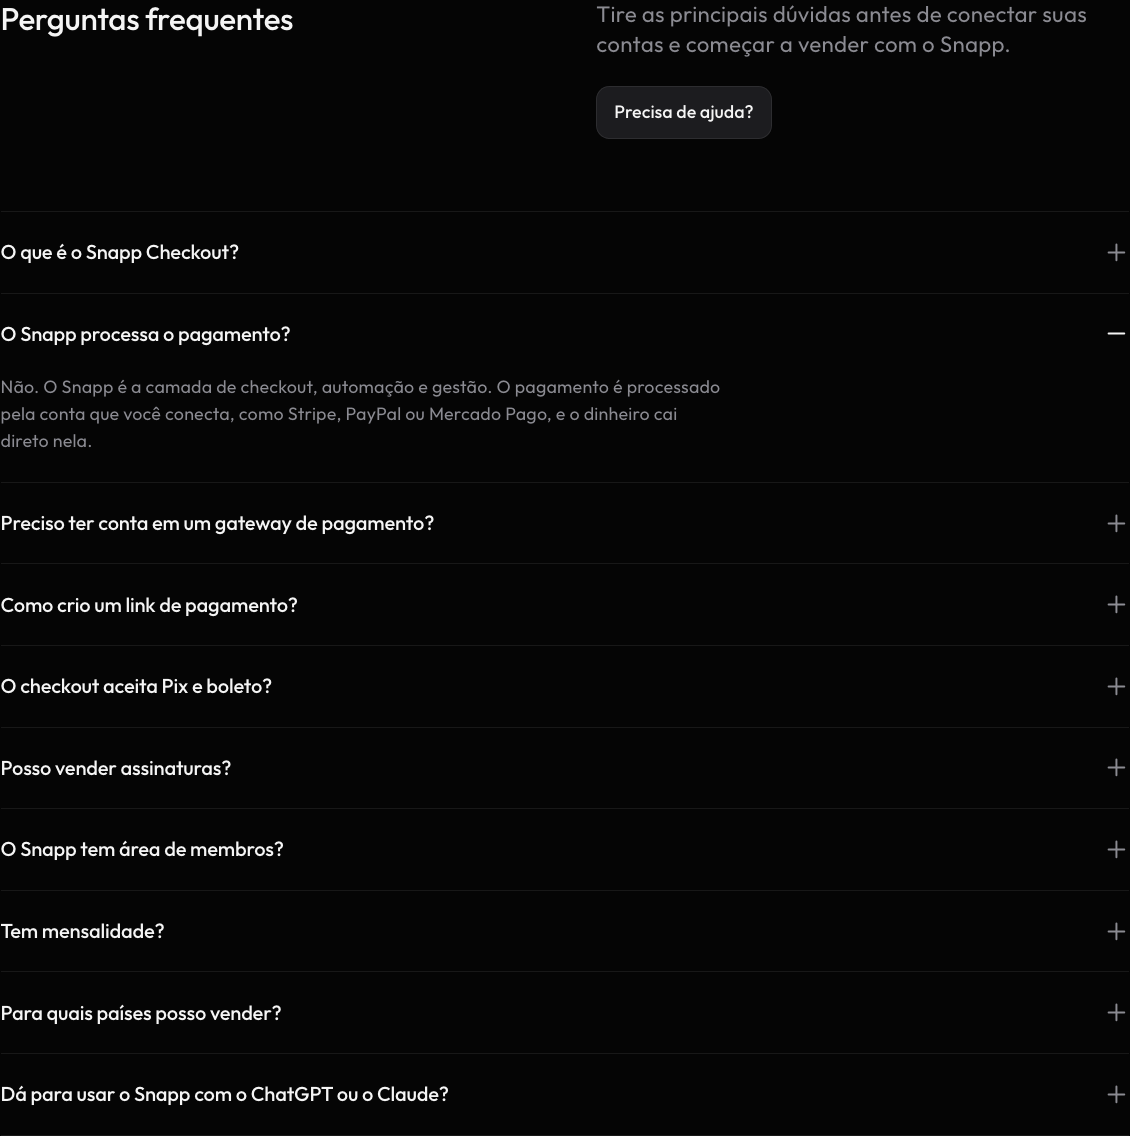 Perguntas frequentes
Tire as principais dúvidas antes de conectar suas
contas e começar a vender com o Snapp.
Precisa de ajuda?
O que é o Snapp Checkout?
O Snapp processa o pagamento?
Não. O Snapp é a camada de checkout, automação e gestão. O pagamento é processado
pela conta que você conecta, como Stripe, PayPal ou Mercado Pago, e o dinheiro cai
direto nela.
Preciso ter conta em um gateway de pagamento?
Como crio um link de pagamento?
O checkout aceita Pix e boleto?
Posso vender assinaturas?
O Snapp tem área de membros?
Tem mensalidade?
Para quais países posso vender?
Dá para usar o Snapp com o ChatGPT ou o Claude?